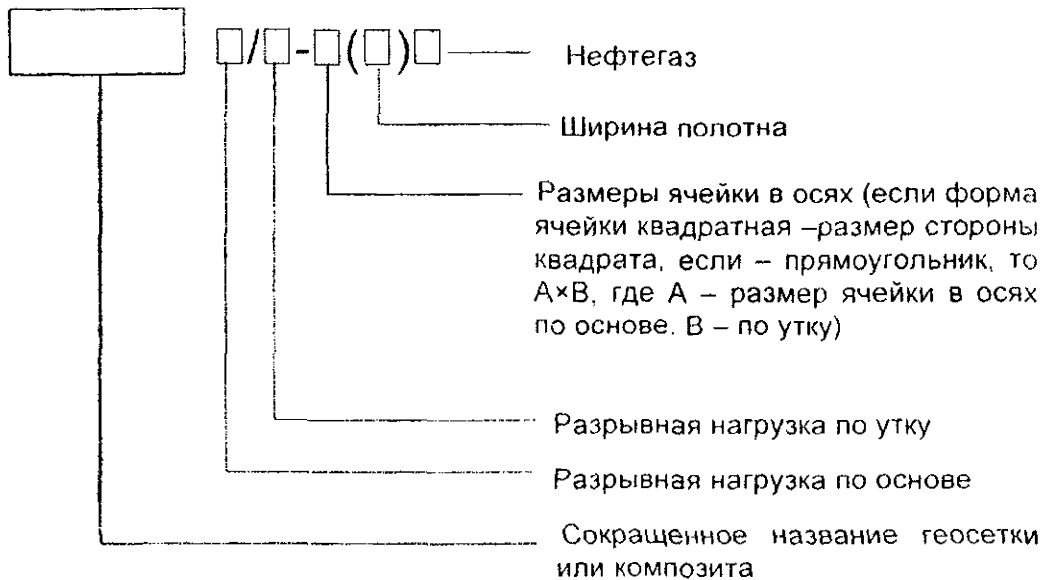 □/□-□(□)□
Нефтегаз
Ширина полотна
Размеры ячейки в осях (если форма
ячейки квадратная –размер стороны
квадрата, если – прямоугольник, то
А×В, где А – размер ячейки в осях
по основе. В – по утку)
Разрывная нагрузка по утку
Разрывная нагрузка по основе
Сокращенное название геосетки
или композита